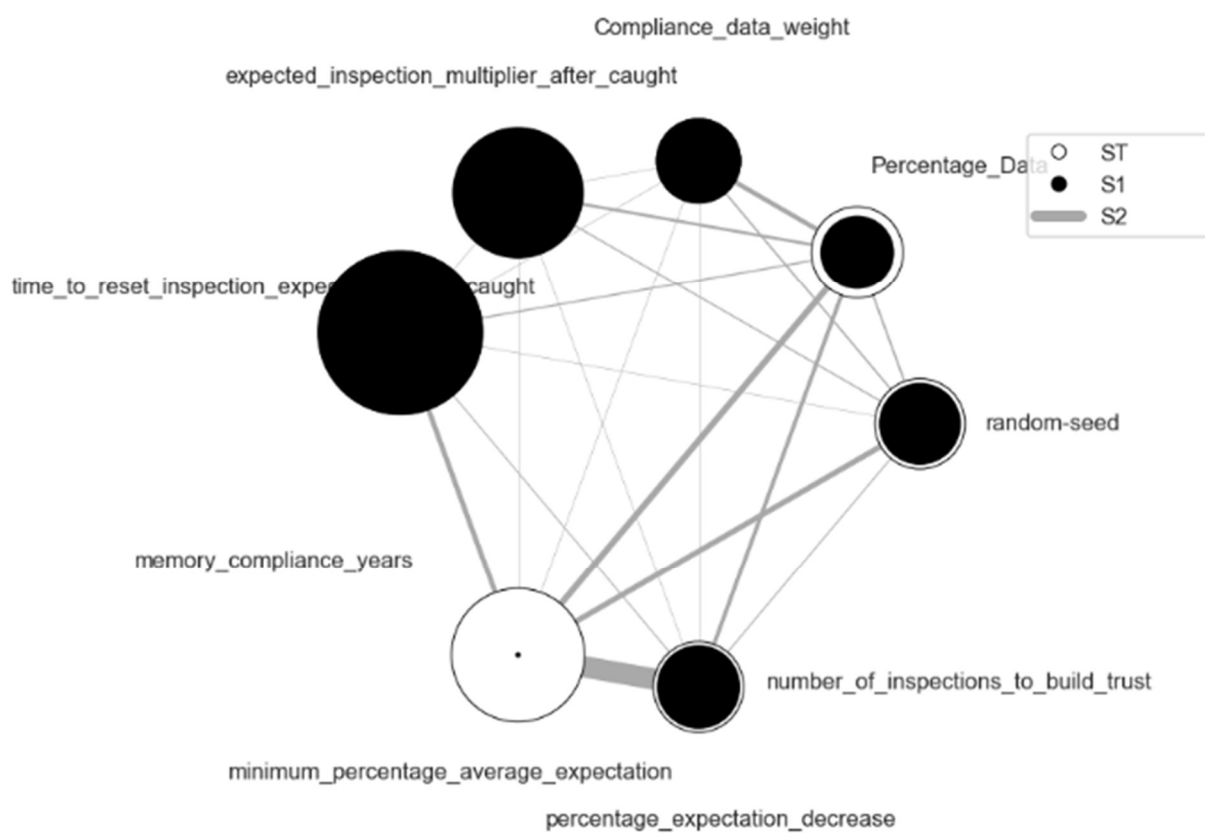 Compliance_data_weight
expected_inspection_multiplier_after_caught
Percentage_Data
ST
S1
S2
time_to_reset_inspection_expe
caught
random-seed
memory_compliance_years
number_of_inspections_to_build_trust
minimum_percentage_average_expectation
percentage_expectation_decrease